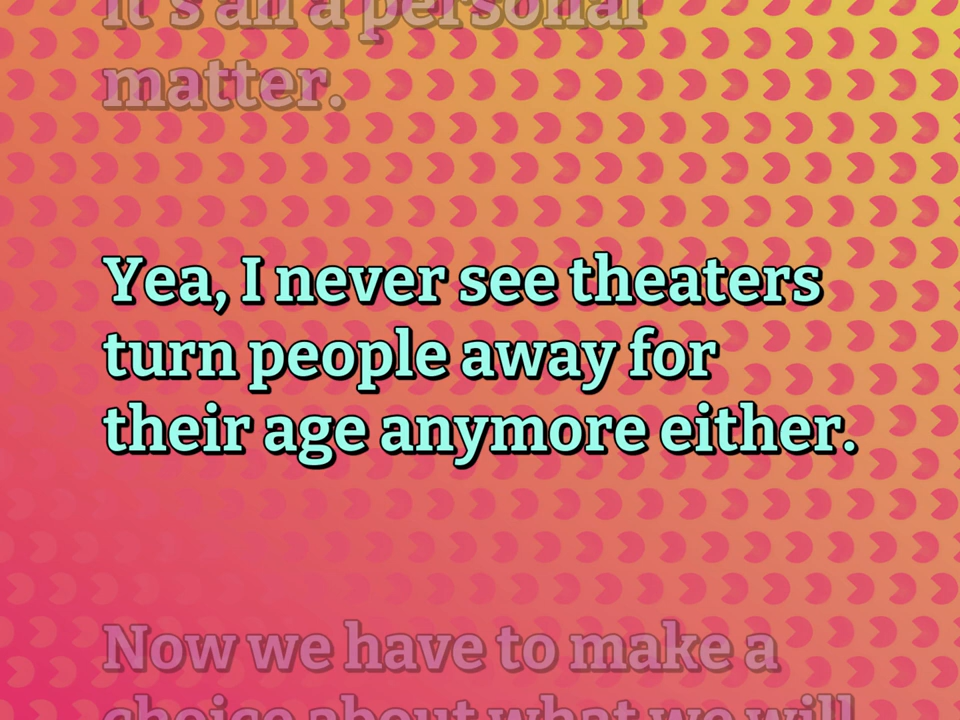 it's all a personal
matter.
Yea, I never see theaters
turn people away for
their age anymore either.
Now we have to make a
choice about what we will